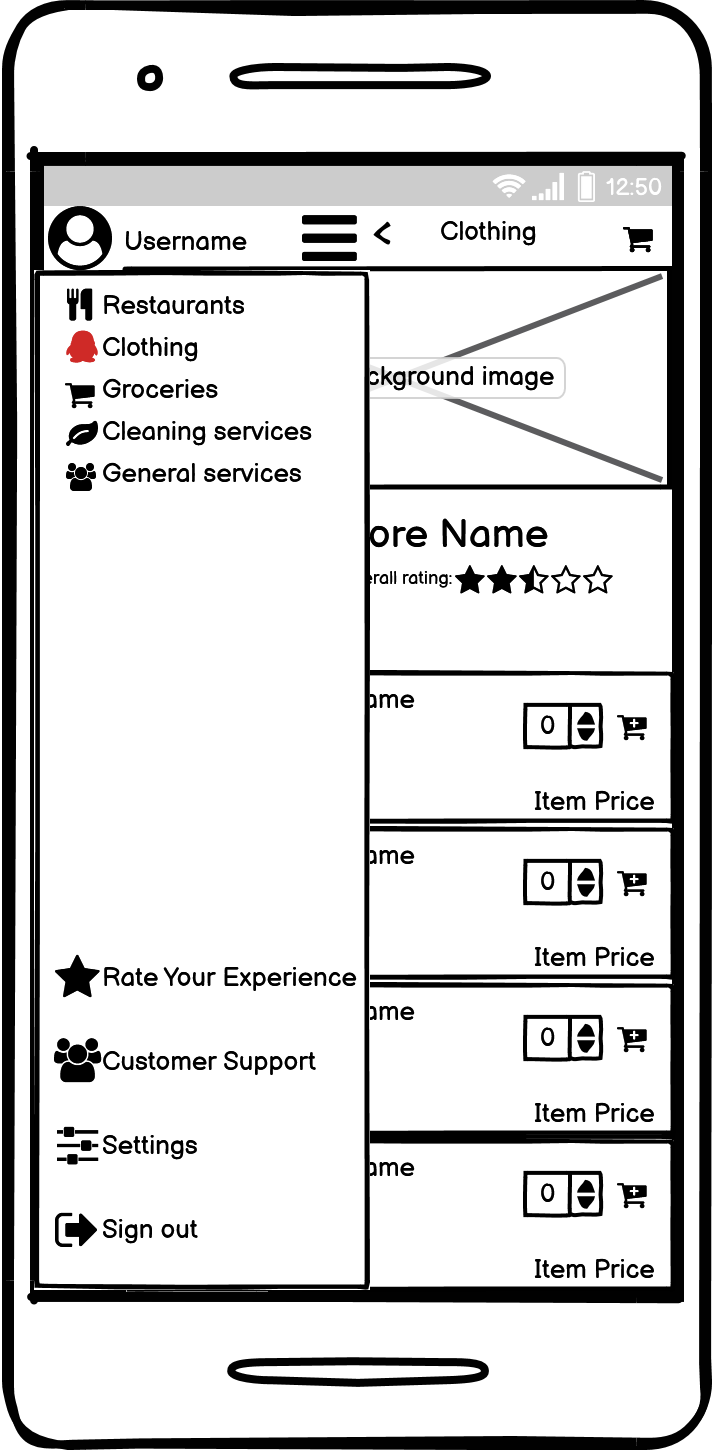 12:50
Username
Clothing
Restaurants
Clothing
Groceries
Cleaning services
General services
ckground image
ore Name
erall rating:
ame
0
Item Price
ame
0
Item Price
Rate Your Experience
ame
0
Customer Support
Item Price
Settings
ame
0
Sign out
Item Price